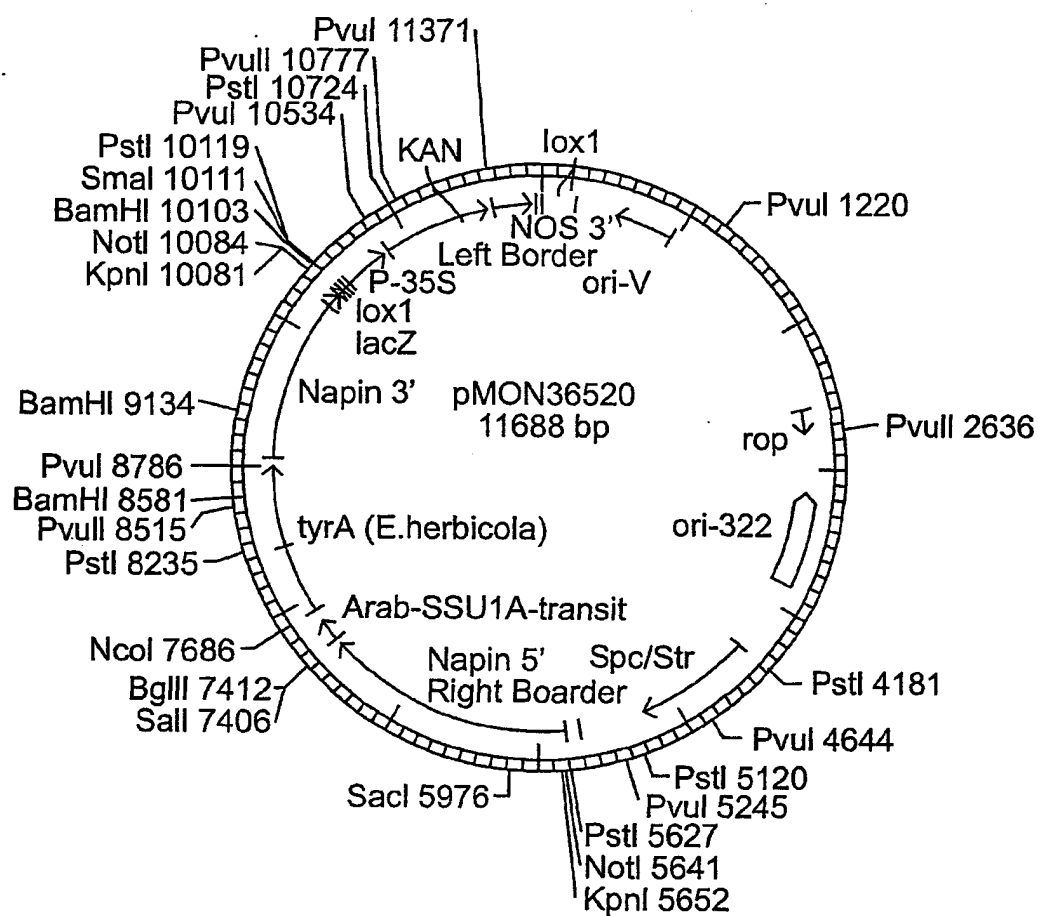 PvuI 11371
PvuII 10777
PstI 10724
PvuI 10534
PstI 10119
SmaI 10111
BamHI 10103
NotI 10084
KpnI 10081
KAN
lox1
NOS 3’
Left Border
ori-V
P-35S
lox1
lacZ
PvuI 1220
Napin 3’
pMON36520
11688 bp
BamHI 9134
rop
PvuII 2636
PvuI 8786
BamHI 8581
PvuII 8515
PstI 8235
tyrA (E.herbicola)
ori-322
Arab-SSU1A-transit
NcoI 7686
BglII 7412
SalI 7406
Napin 5’
Right Boarder
Spc/Str
PstI 4181
PvuI 4644
PstI 5120
PvuI 5245
SacI 5976
PstI 5627
NotI 5641
KpnI 5652